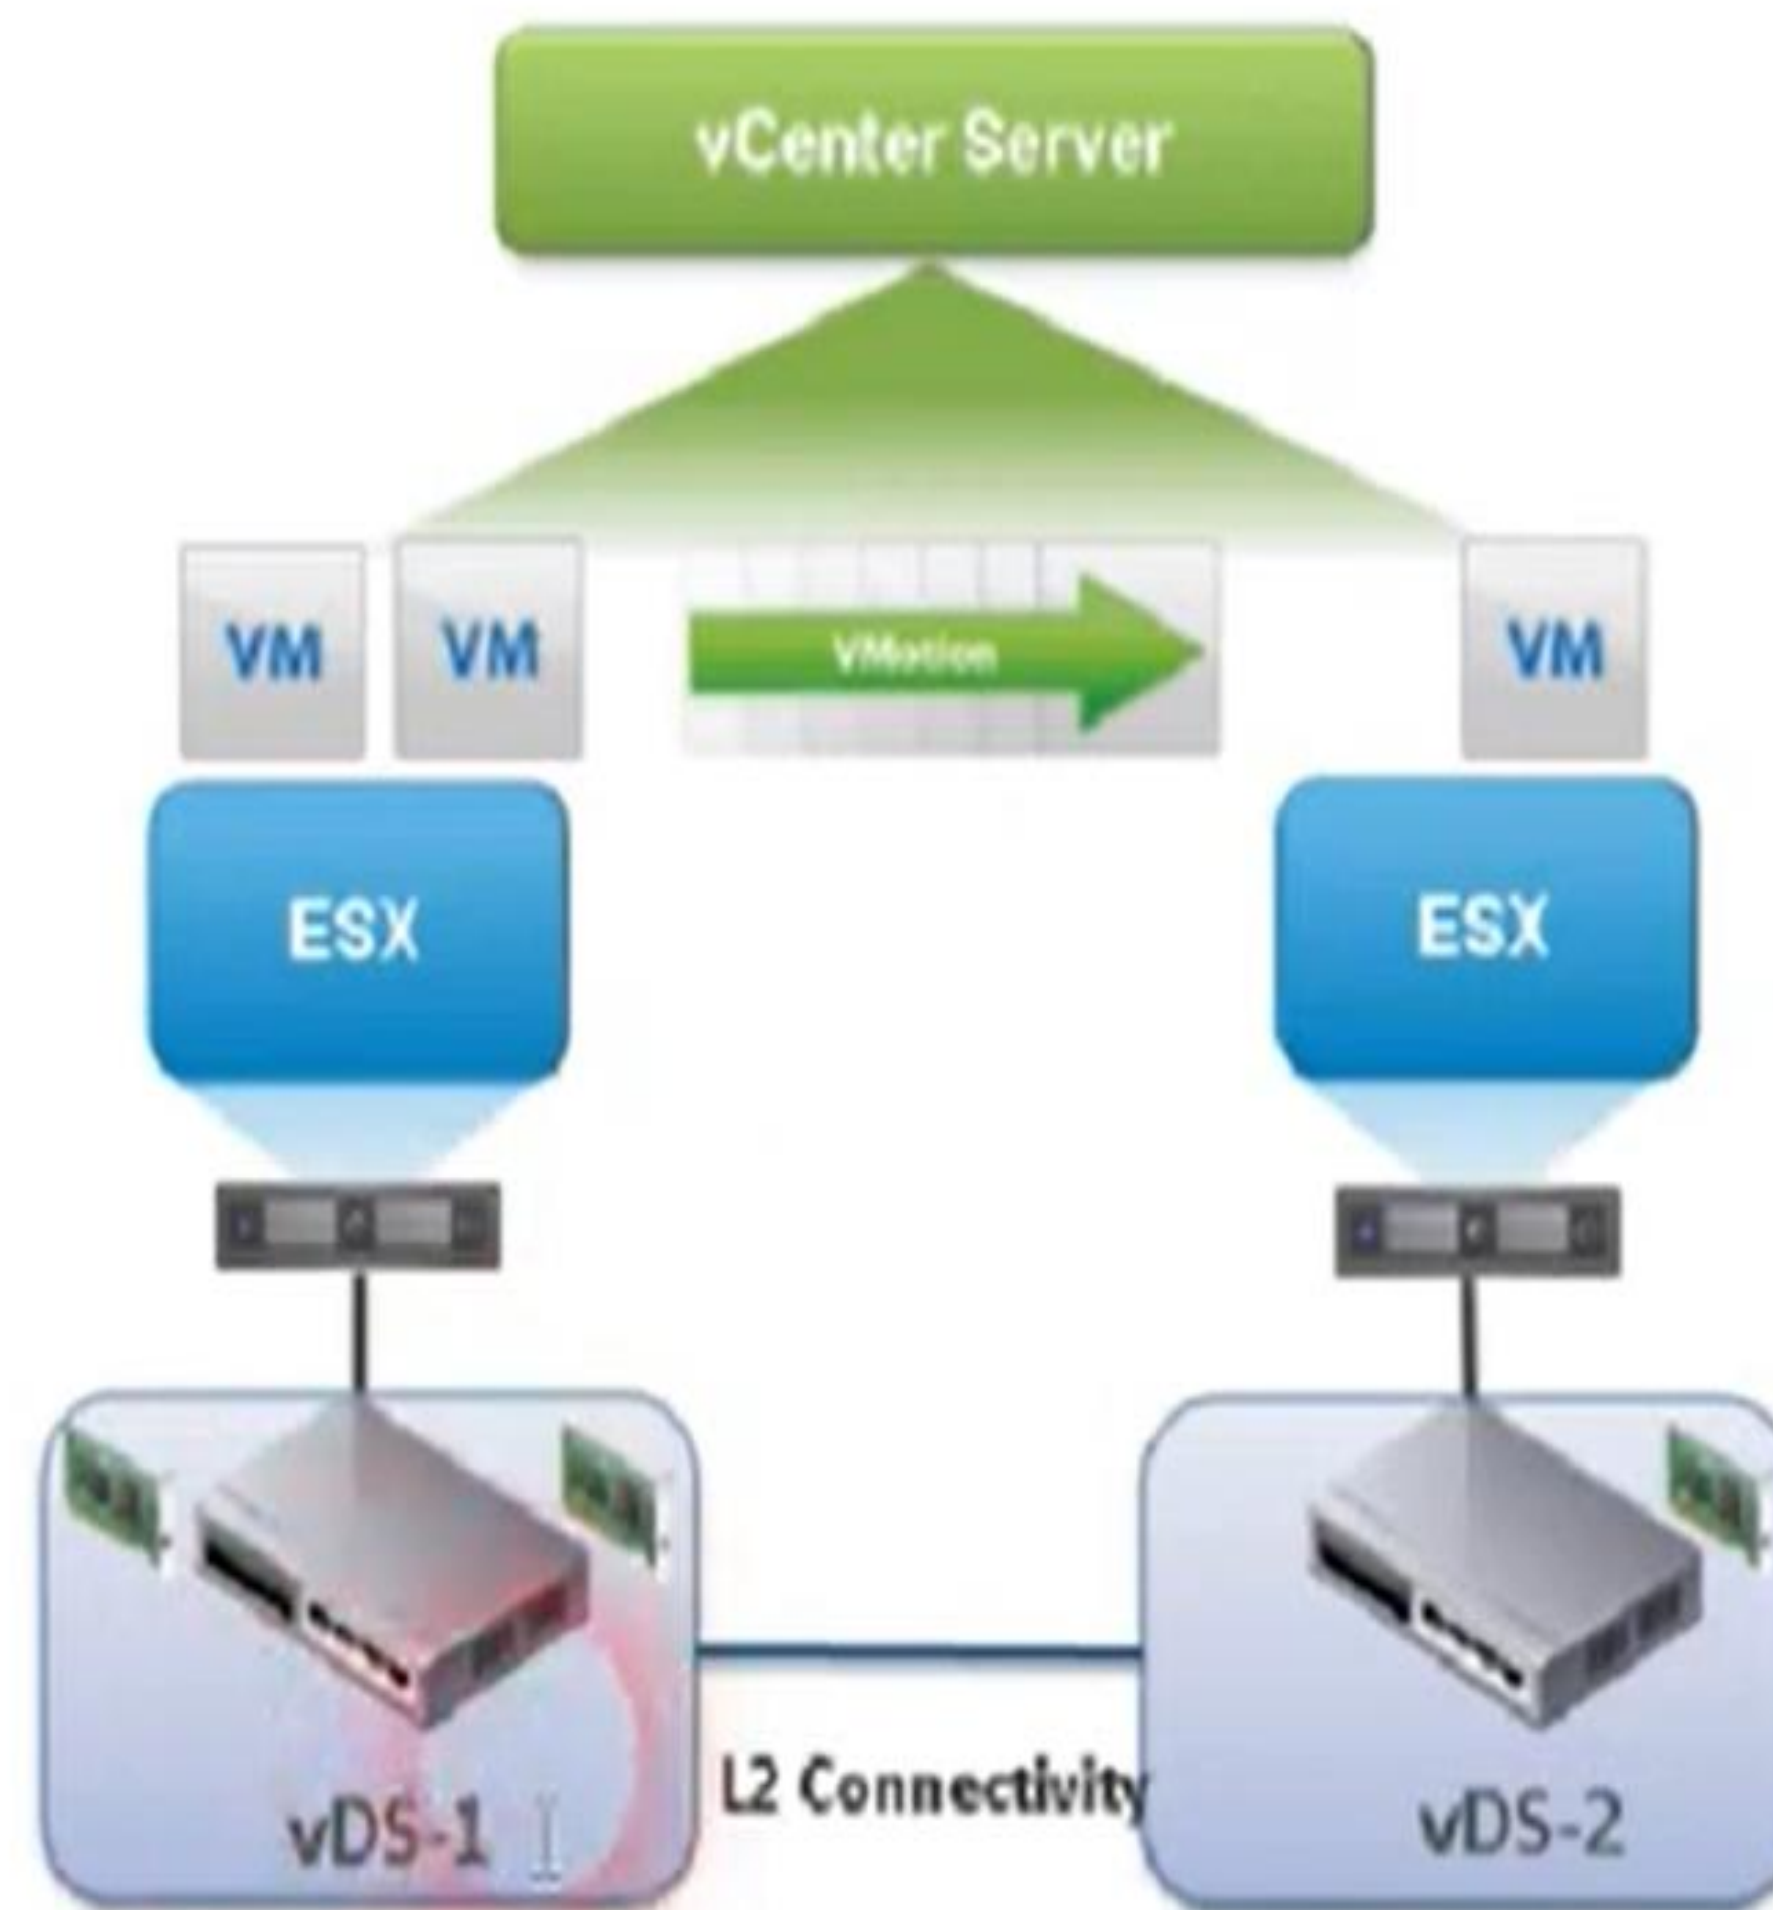 vCenter Server
VM
VM
VMotion
VM
ESX
ESX
L2 Connectivity
vDS-1
vDS-2